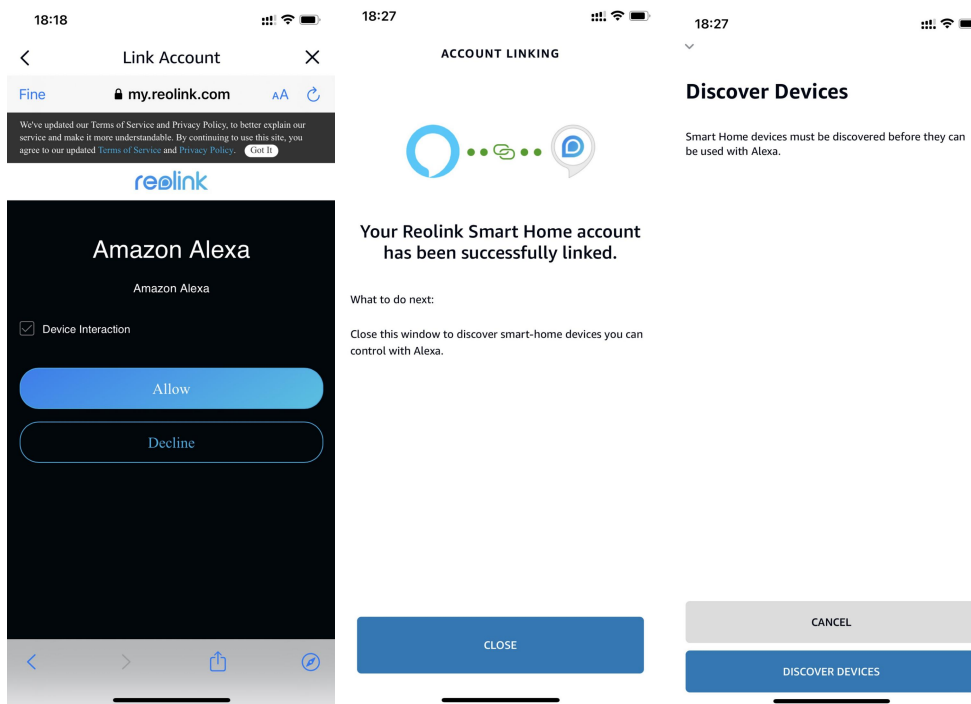 18:18
Link Account
Fine
my.reolink.com
AA
We've updated our Terms of Service and Privacy Policy, to better explain our
service and make it more understandable. By continuing to use this site, you
agree to our updated Terms of Service and Privacy Policy. Got It
reolink
Amazon Alexa
Amazon Alexa
Device Interaction
Allow
Decline
18:27
ACCOUNT LINKING
Your Reolink Smart Home account
has been successfully linked.
What to do next:
Close this window to discover smart-home devices you can
control with Alexa.
CLOSE
18:27
Discover Devices
Smart Home devices must be discovered before they can
be used with Alexa.
CANCEL
DISCOVER DEVICES